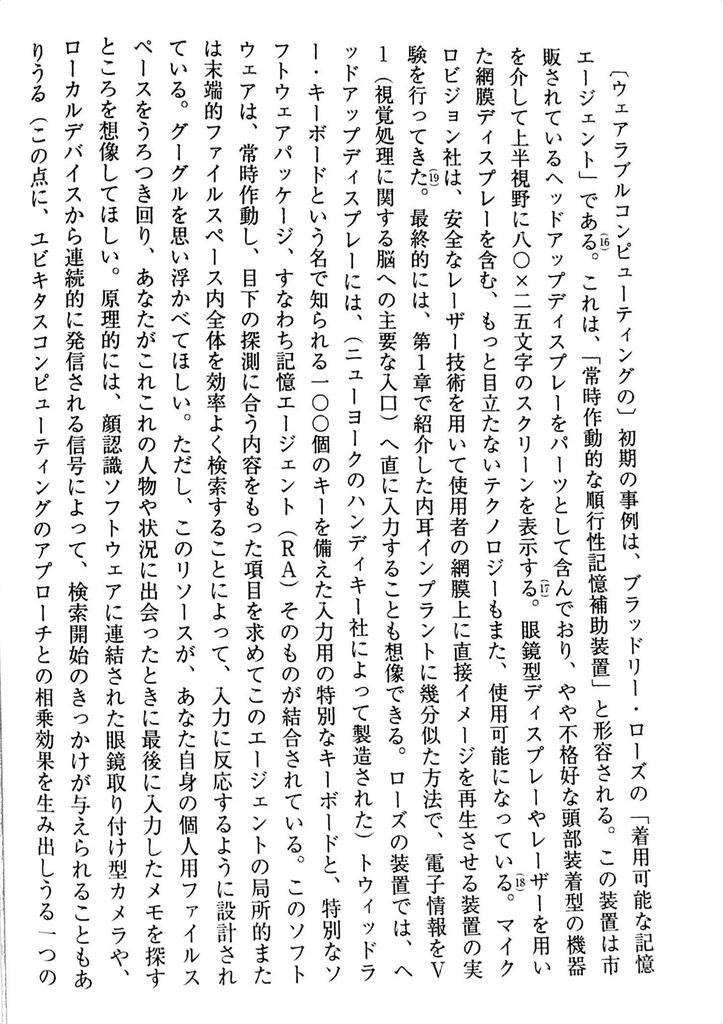 〔ウェアラブルコンピューティングの〕初期の事例は、ブラッドリー・ローズの「着用可能な記憶
エージェント」である。(16)これは、「常時作動的な順行性記憶補助装置」と形容される。この装置は市
販されているヘッドアップディスプレーをパーツとして含んでおり、やや不格好な頭部装着型の機器
を介して上半視野に八〇×二五文字のスクリーンを表示する。(17)眼鏡型ディスプレーやレーザーを用い
た網膜ディスプレーを含む、もっと目立たないテクノロジーもまた、使用可能になっている。(18)マイク
ロビジョン社は、安全なレーザー技術を用いて使用者の網膜上に直接イメージを再生させる装置の実
験を行ってきた。(19)最終的には、第1章で紹介した内耳インプラントに幾分似た方法で、電子情報をV
1（視覚処理に関する脳への主要な入口）へ直に入力することも想像できる。ローズの装置では、ヘ
ッドアップディスプレーには、（ニューヨークのハンディキー社によって製造された）トウィッドラ
ー・キーボードという名で知られる一〇〇個のキーを備えた入力用の特別なキーボードと、特別なソ
フトウェアパッケージ、すなわち記憶エージェント（RA）そのものが結合されている。このソフト
ウェアは、常時作動し、目下の探測に合う内容をもった項目を求めてこのエージェントの局所的また
は末端的ファイルスペース内全体を効率よく検索することによって、入力に反応するように設計され
ている。グーグルを思い浮かべてほしい。ただし、このリソースが、あなた自身の個人用ファイルス
ペースをうろつき回り、あなたがこれこれの人物や状況に出会ったときに最後に入力したメモを探す
ところを想像してほしい。原理的には、顔認識ソフトウェアに連結された眼鏡取り付け型カメラや、
ローカルデバイスから連続的に発信される信号によって、検索開始のきっかけが与えられることもあ
りうる（この点に、ユビキタスコンピューティングのアプローチとの相乗効果を生み出しうる一つの